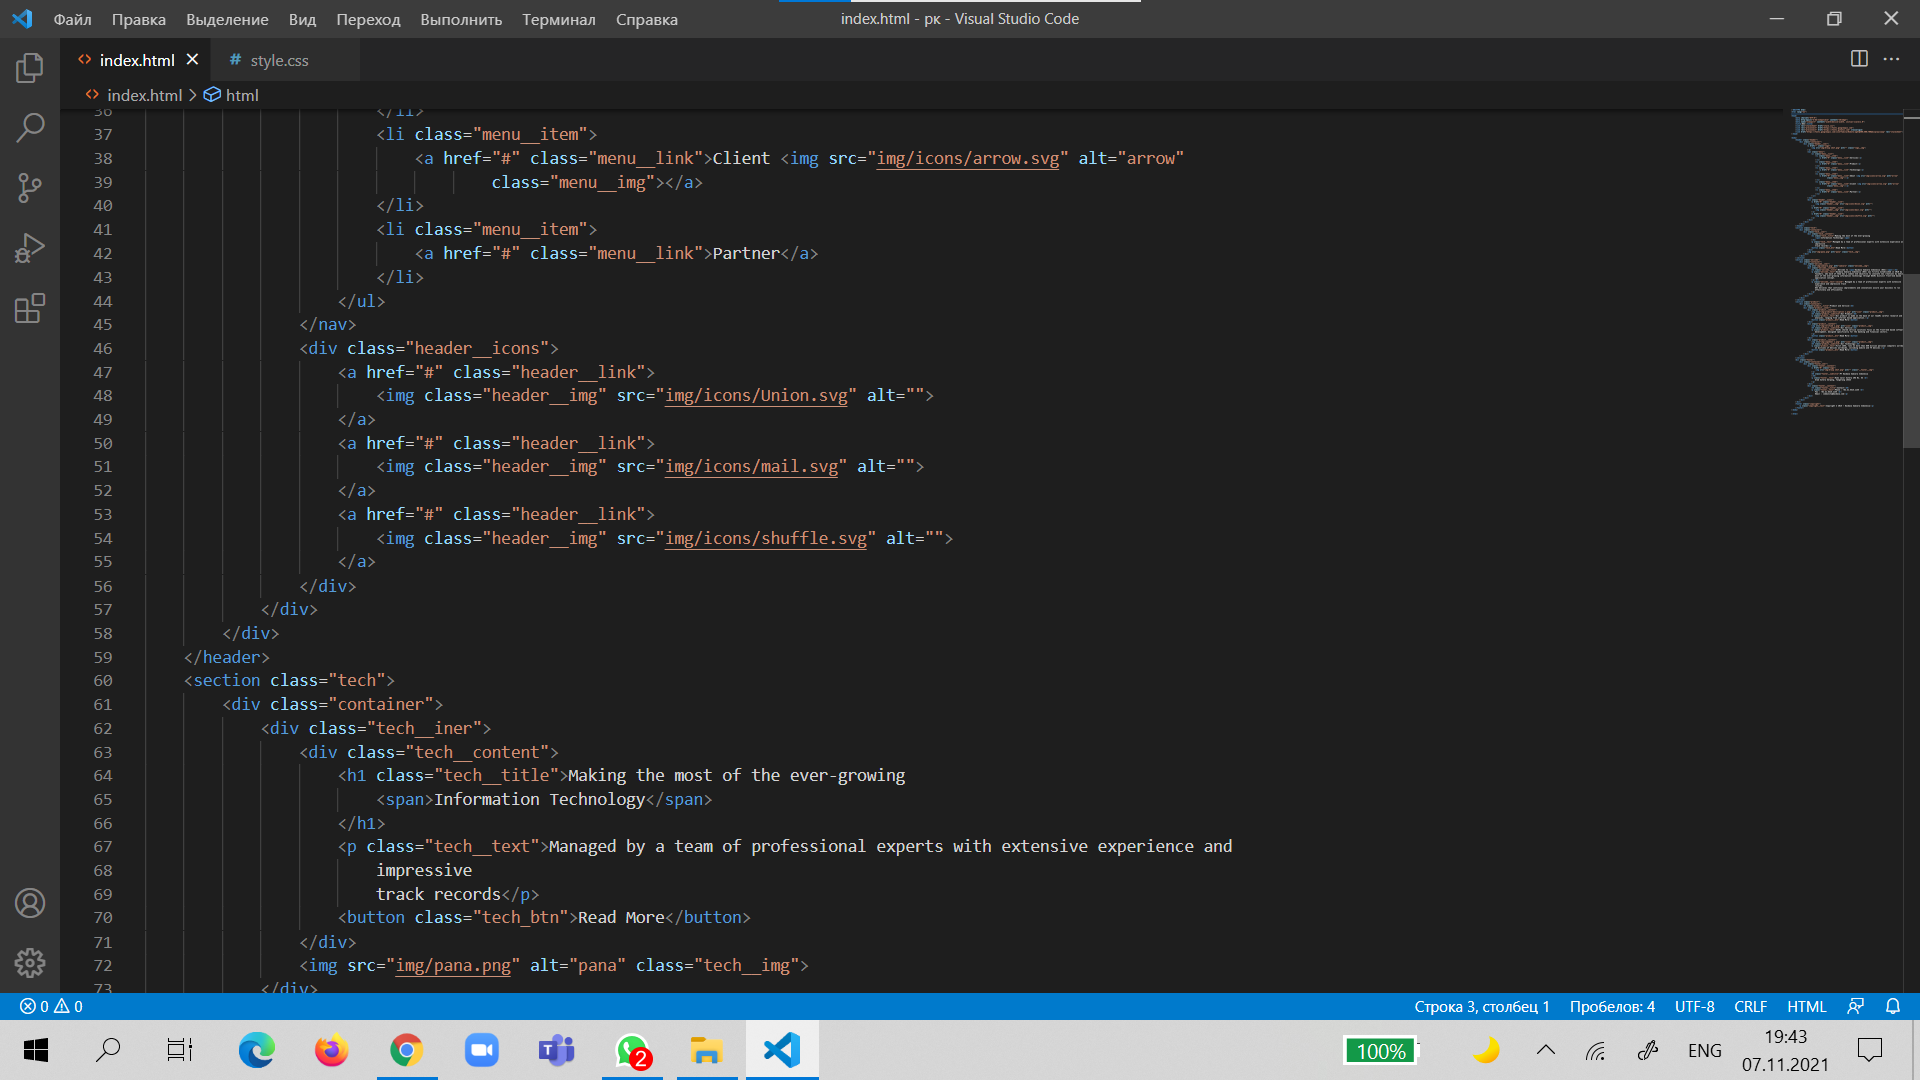 Файл Правка Выделение Вид Переход Выполнить Терминал Справка index.html - рк - Visual Studio Code
index.html style.css
index.html html
36 </li>
37 <li class="menu__item">
38 <a href="#" class="menu__link">Client <img src="img/icons/arrow.svg" alt="arrow"
39 class="menu__img"></a>
40 </li>
41 <li class="menu__item">
42 <a href="#" class="menu__link">Partner</a>
43 </li>
44 </ul>
45 </nav>
46 <div class="header__icons">
47 <a href="#" class="header__link">
48 <img class="header__img" src="img/icons/Union.svg" alt="">
49 </a>
50 <a href="#" class="header__link">
51 <img class="header__img" src="img/icons/mail.svg" alt="">
52 </a>
53 <a href="#" class="header__link">
54 <img class="header__img" src="img/icons/shuffle.svg" alt="">
55 </a>
56 </div>
57 </div>
58 </div>
59 </header>
60 <section class="tech">
61 <div class="container">
62 <div class="tech__iner">
63 <div class="tech__content">
64 <h1 class="tech__title">Making the most of the ever-growing
65 <span>Information Technology</span>
66 </h1>
67 <p class="tech__text">Managed by a team of professional experts with extensive experience and
68 impressive
69 track records</p>
70 <button class="tech_btn">Read More</button>
71 </div>
72 <img src="img/pana.png" alt="pana" class="tech__img">
73 </div>
0 0 Строка 3, столбец 1 Пробелов: 4 UTF-8 CRLF HTML
2 100% ENG 19:43
07.11.2021